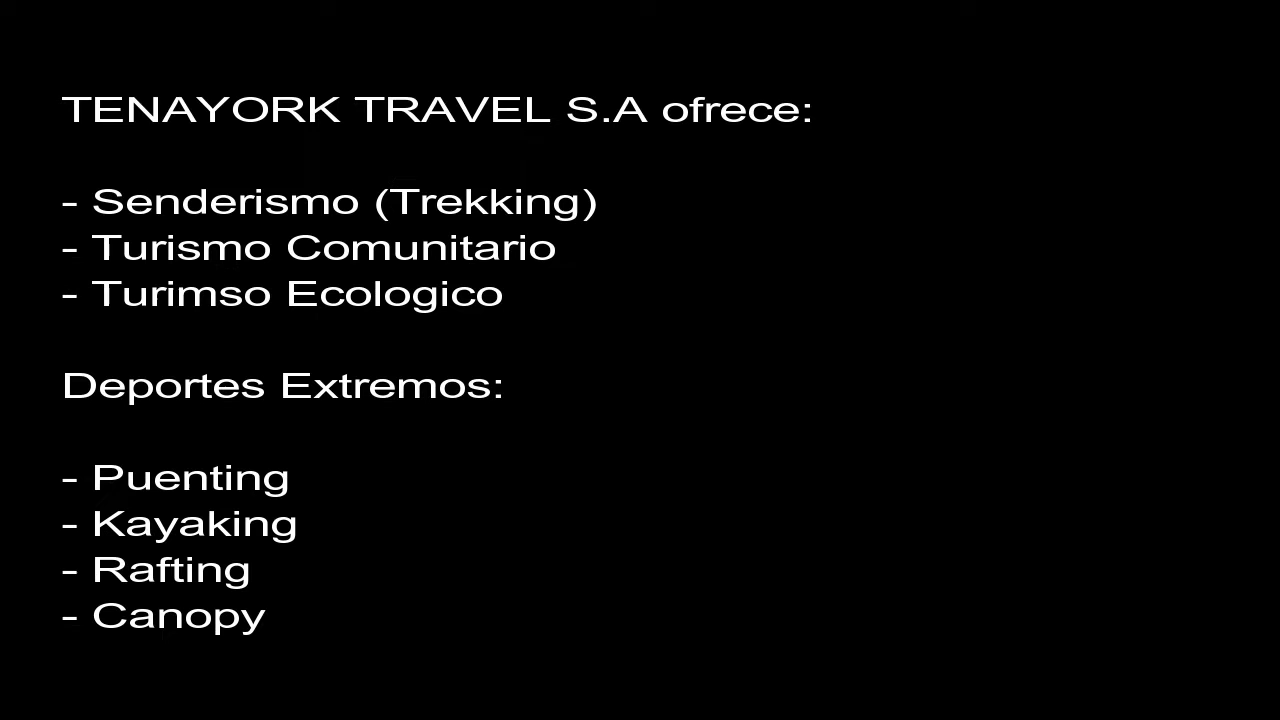 TENAYORK TRAVEL S.A ofrece:
- Senderismo (Trekking)
- Turismo Comunitario
- Turimso Ecologico
Deportes Extremos:
- Puenting
- Kayaking
- Rafting
- Canopy